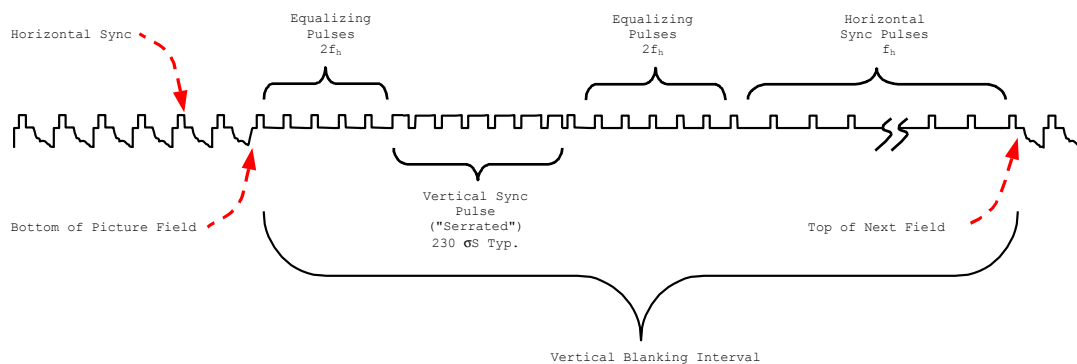 Horizontal Sync
Equalizing
Pulses
2fh
Equalizing
Pulses
2fh
Horizontal
Sync Pulses
fh
Bottom of Picture Field
Vertical Sync
Pulse
("Serrated")
230 σS Typ.
Top of Next Field
Vertical Blanking Interval